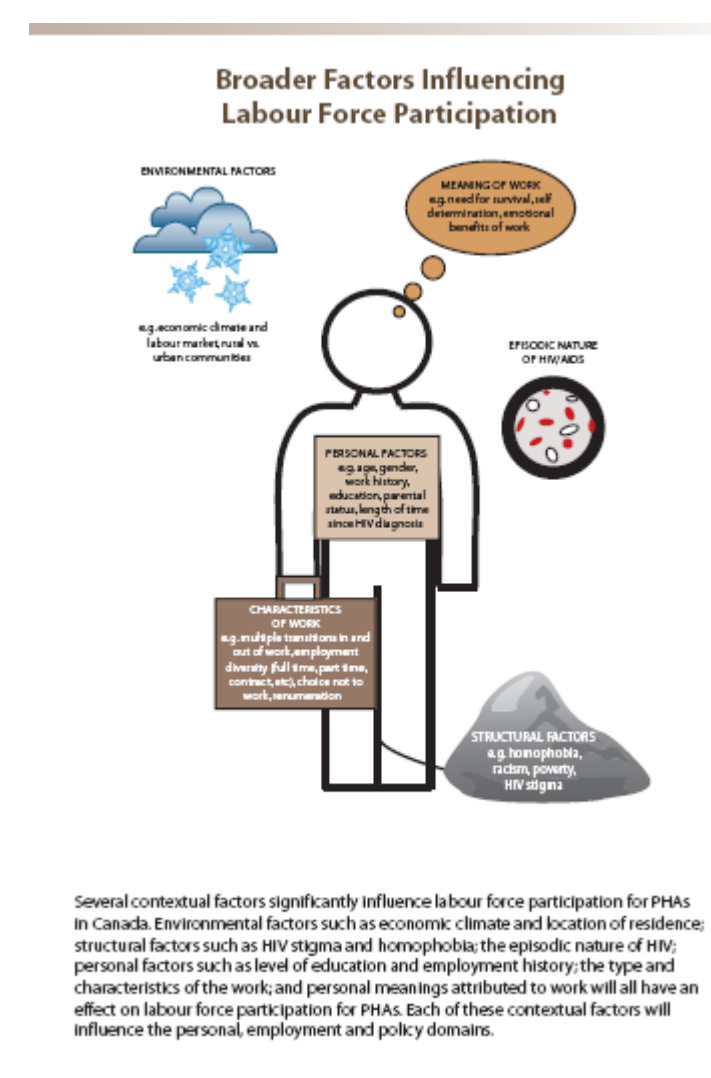 Broader Factors Influencing
Labour Force Participation
ENVIRONMENTAL FACTORS
e.g. economic climate and
labour market, rural vs.
urban communities
MEANING OF WORK
e.g. need for survival, self
determination, emotional
benefits of work
EPISODIC NATURE
OF HIV/AIDS
PERSONAL FACTORS
e.g. age, gender,
work history,
education, parental
status, length of time
since HIV diagnosis
CHARACTERISTICS
OF WORK
e.g. multiple transitions in and
out of work, employment
diversity (full time, part time,
contract, etc), choice not to
work, renumeration
STRUCTURAL FACTORS
e.g. homophobia,
racism, poverty,
HIV stigma
Several contextual factors significantly influence labour force participation for PHAs
in Canada. Environmental factors such as economic climate and location of residence;
structural factors such as HIV stigma and homophobia; the episodic nature of HIV;
personal factors such as level of education and employment history; the type and
characteristics of the work; and personal meanings attributed to work will all have an
effect on labour force participation for PHAs. Each of these contextual factors will
influence the personal, employment and policy domains.